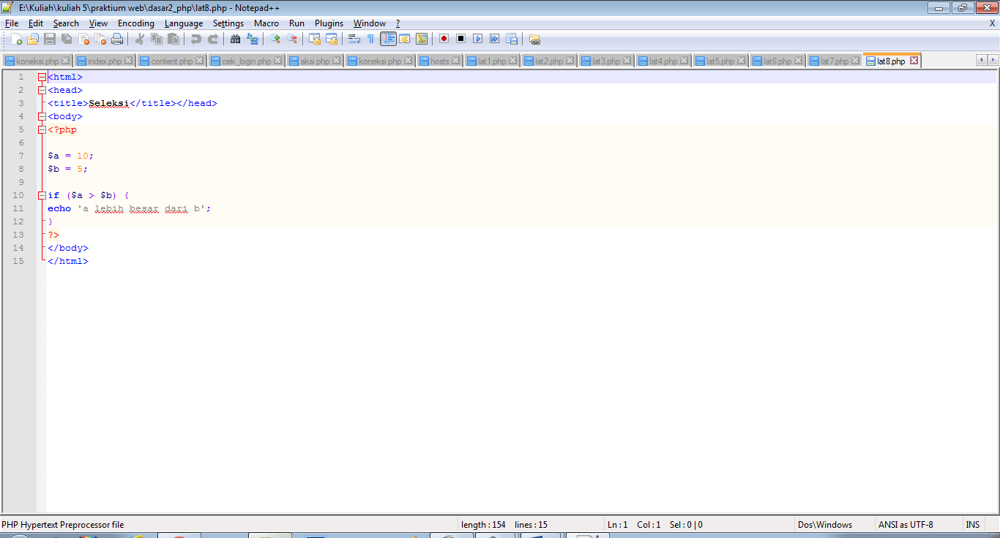 E:\Kuliah\kuliah 5\praktium web\dasar2_php\lat8.php - Notepad++
File Edit Search View Encoding Language Settings Macro Run Plugins Window ? X
koneksi.php index.php content.php cek_login.php aksi.php koneksi.php hosts lat1.php lat2.php lat3.php lat4.php lat5.php lat6.php lat7.php lat8.php
1 <html>
2 <head>
3 <title>Seleksi</title></head>
4 <body>
5 <?php
6
7 $a = 10;
8 $b = 5;
9
10 if ($a > $b) {
11 echo 'a lebih besar dari b';
12 }
13 ?>
14 </body>
15 </html>
PHP Hypertext Preprocessor file length : 154 lines : 15 Ln : 1 Col : 1 Sel : 0 | 0 Dos\Windows ANSI as UTF-8 INS